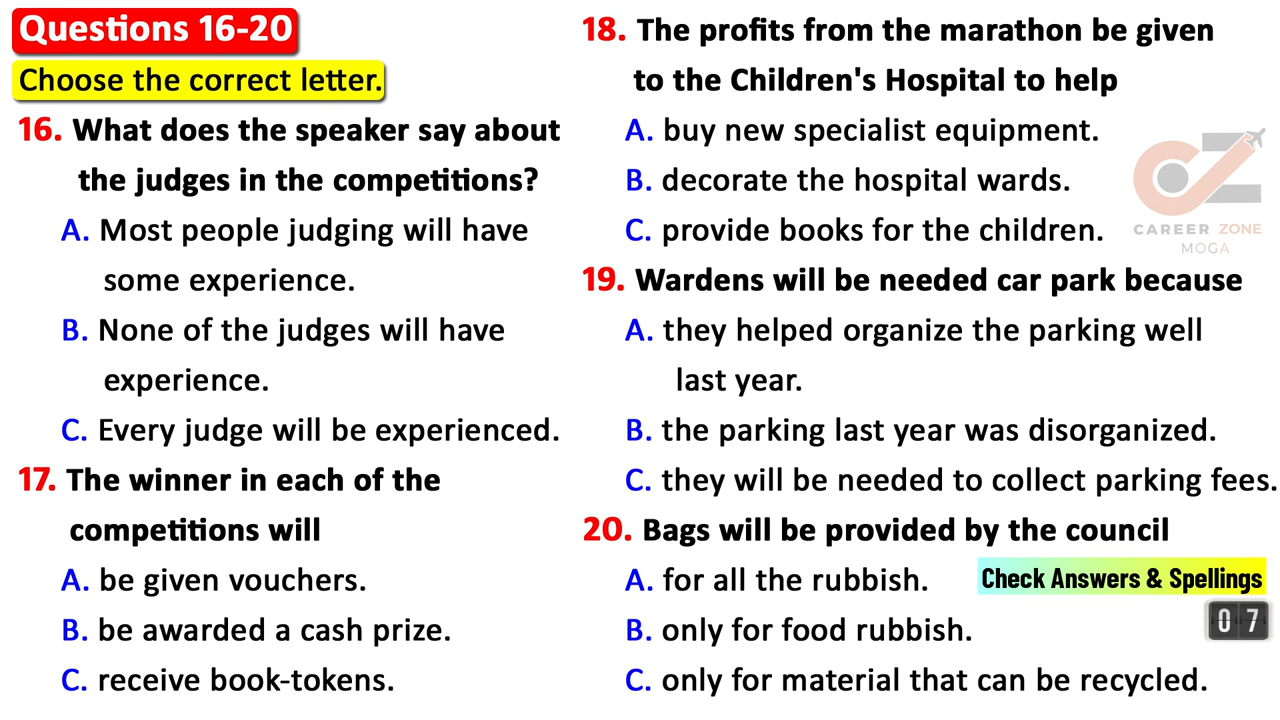 Questions 16-20
Choose the correct letter.
16. What does the speaker say about
the judges in the competitions?
A. Most people judging will have
some experience.
B. None of the judges will have
experience.
C. Every judge will be experienced.
17. The winner in each of the
competitions will
A. be given vouchers.
B. be awarded a cash prize.
C. receive book-tokens.
18. The profits from the marathon be given
to the Children's Hospital to help
A. buy new specialist equipment.
B. decorate the hospital wards.
C. provide books for the children.
19. Wardens will be needed car park because
A. they helped organize the parking well
last year.
B. the parking last year was disorganized.
C. they will be needed to collect parking fees.
20. Bags will be provided by the council
A. for all the rubbish.
B. only for food rubbish.
C. only for material that can be recycled.
CZ
CAREER ZONE
MOGA
Check Answers & Spellings
07